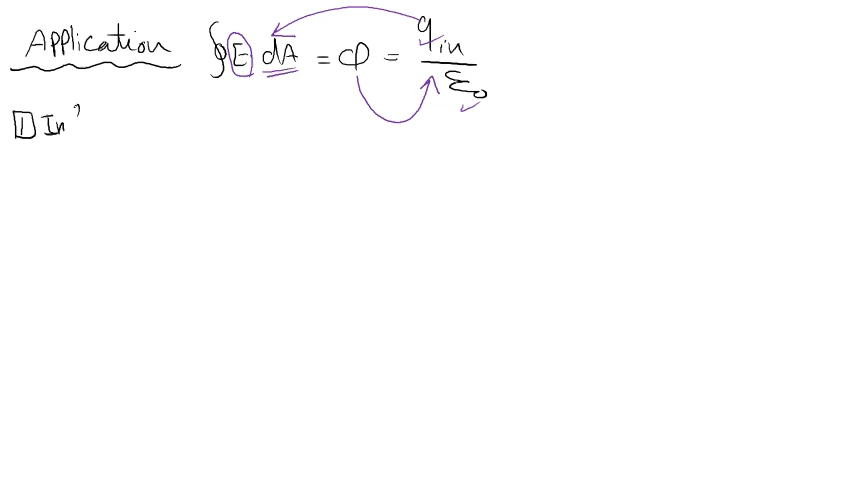 Application ∮ E dA = φ = q_in / ε₀
1 In